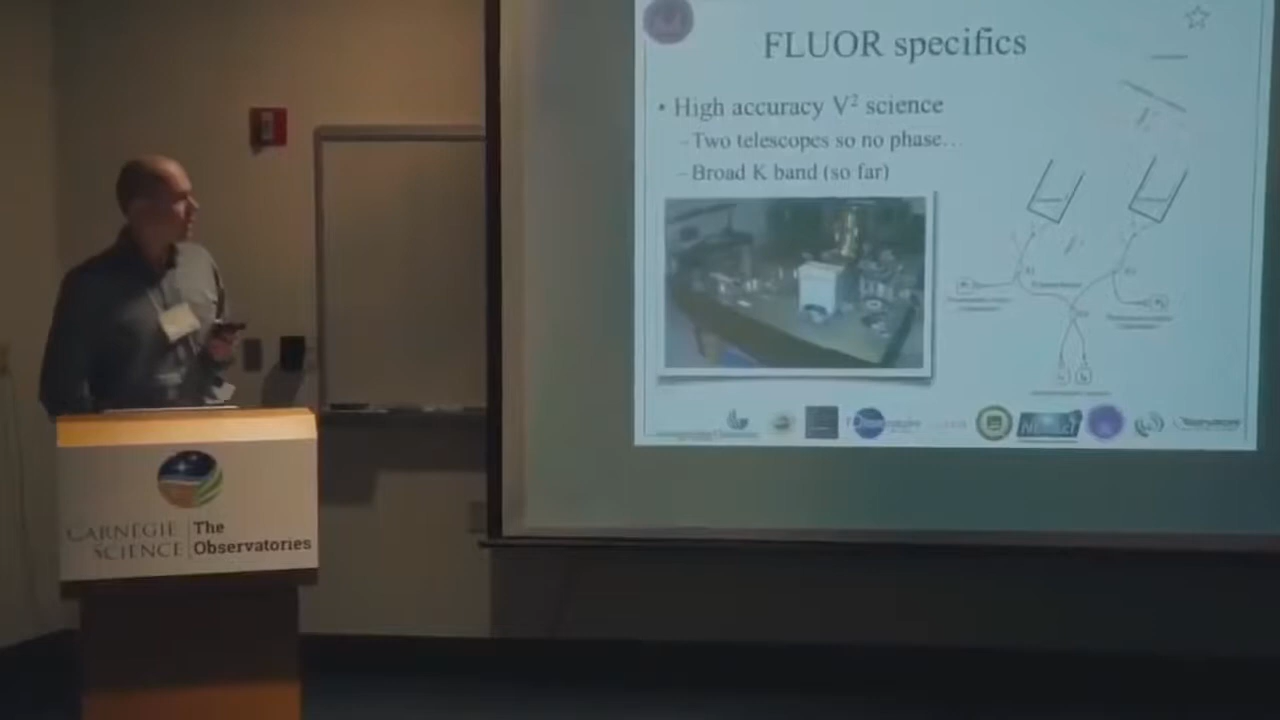 FLUOR specifics
• High accuracy V² science
–Two telescopes so no phase…
–Broad K band (so far)
CARNEGIE
SCIENCE
The
Observatories